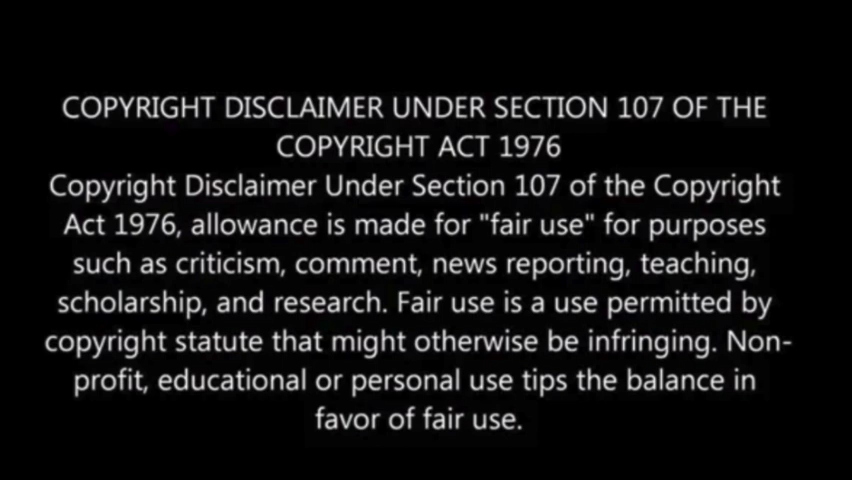 COPYRIGHT DISCLAIMER UNDER SECTION 107 OF THE
COPYRIGHT ACT 1976
Copyright Disclaimer Under Section 107 of the Copyright
Act 1976, allowance is made for "fair use" for purposes
such as criticism, comment, news reporting, teaching,
scholarship, and research. Fair use is a use permitted by
copyright statute that might otherwise be infringing. Non-
profit, educational or personal use tips the balance in
favor of fair use.